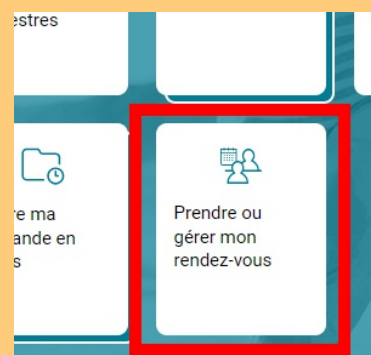 estres
Prendre ou
gérer mon
rendez-vous
re ma
ande en
s